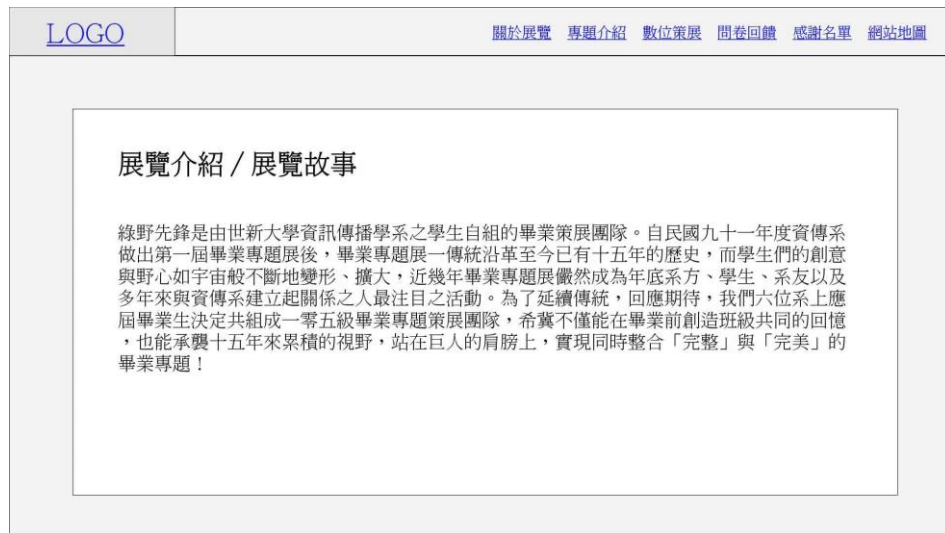 LOGO
關於展覽 專題介紹 數位策展 問卷回饋 感謝名單 網站地圖
展覽介紹 / 展覽故事
綠野先鋒是由世新大學資訊傳播學系之學生自組的畢業策展團隊。自民國九十一年度資傳系
做出第一屆畢業專題展後，畢業專題展一傳統沿革至今已有十五年的歷史，而學生們的創意
與野心如宇宙般不斷地變形、擴大，近幾年畢業專題展儼然成為年底系方、學生、系友以及
多年來與資傳系建立起關係之人最注目之活動。為了延續傳統，回應期待，我們六位系上應
屆畢業生決定共組成一零五級畢業專題策展團隊，希冀不僅能在畢業前創造班級共同的回憶
，也能承襲十五年來累積的視野，站在巨人的肩膀上，實現同時整合「完整」與「完美」的
畢業專題！